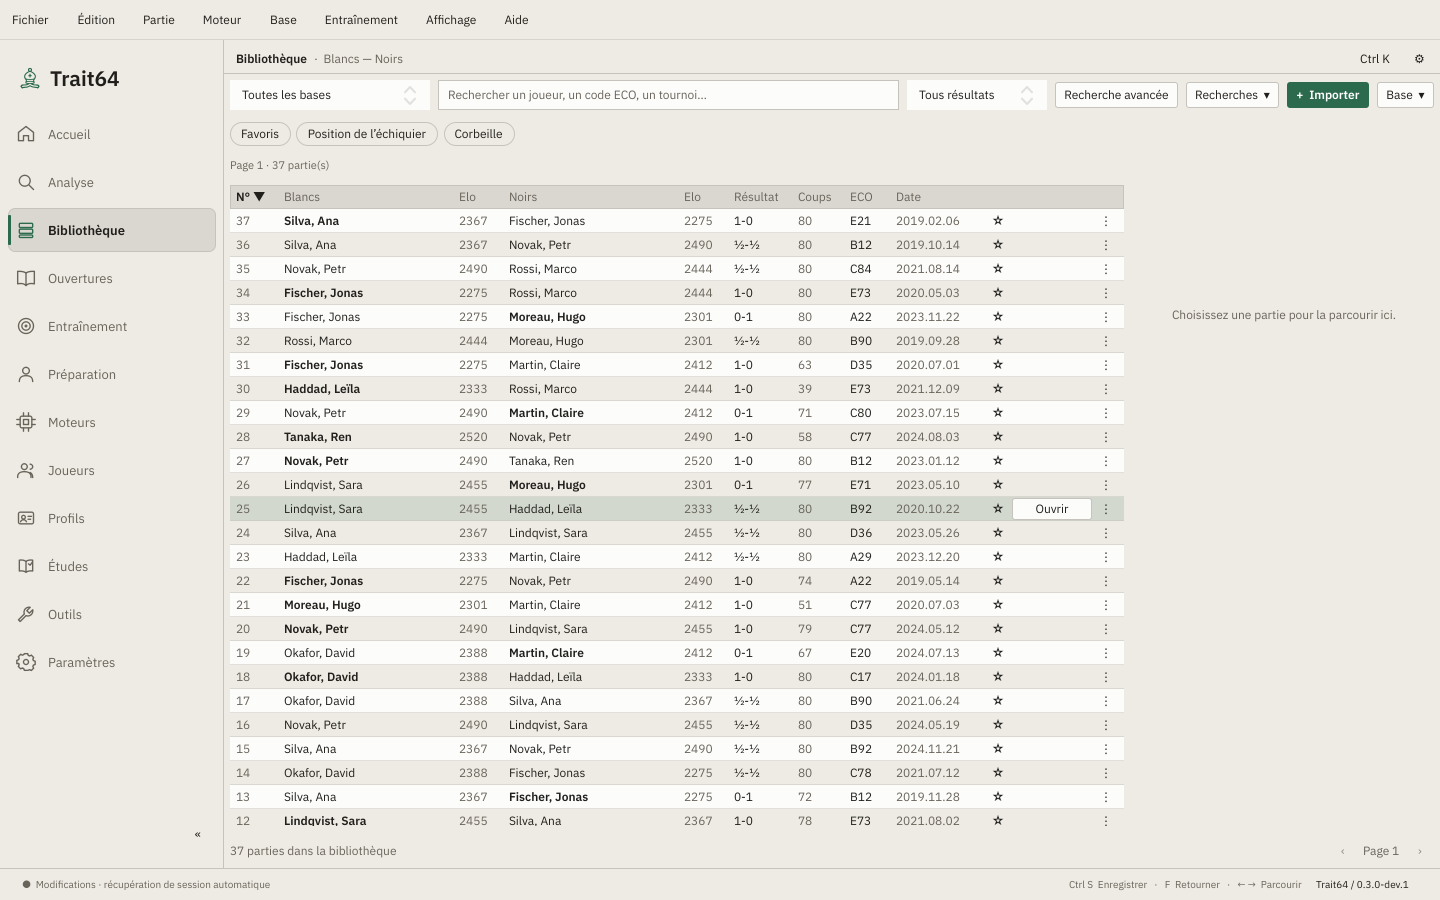 Fichier Édition Partie Moteur Base Entraînement Affichage Aide
Trait64
Bibliothèque · Blancs — Noirs Ctrl K ⚙
Toutes les bases Rechercher un joueur, un code ECO, un tournoi... Tous résultats Recherche avancée Recherches ▾ + Importer Base ▾
Favoris Position de l'échiquier Corbeille
Page 1 · 37 partie(s)
Accueil
Analyse
Bibliothèque
Ouvertures
Entraînement
Préparation
Moteurs
Joueurs
Profils
Études
Outils
Paramètres
«
N° ▼ Blancs Elo Noirs Elo Résultat Coups ECO Date
37 Silva, Ana 2367 Fischer, Jonas 2275 1-0 80 E21 2019.02.06 ☆ ⋮
36 Silva, Ana 2367 Novak, Petr 2490 ½-½ 80 B12 2019.10.14 ☆ ⋮
35 Novak, Petr 2490 Rossi, Marco 2444 ½-½ 80 C84 2021.08.14 ☆ ⋮
34 Fischer, Jonas 2275 Rossi, Marco 2444 1-0 80 E73 2020.05.03 ☆ ⋮
33 Fischer, Jonas 2275 Moreau, Hugo 2301 0-1 80 A22 2023.11.22 ☆ ⋮
32 Rossi, Marco 2444 Moreau, Hugo 2301 ½-½ 80 B90 2019.09.28 ☆ ⋮
31 Fischer, Jonas 2275 Martin, Claire 2412 1-0 63 D35 2020.07.01 ☆ ⋮
30 Haddad, Leïla 2333 Rossi, Marco 2444 1-0 39 E73 2021.12.09 ☆ ⋮
29 Novak, Petr 2490 Martin, Claire 2412 0-1 71 C80 2023.07.15 ☆ ⋮
28 Tanaka, Ren 2520 Novak, Petr 2490 1-0 58 C77 2024.08.03 ☆ ⋮
27 Novak, Petr 2490 Tanaka, Ren 2520 1-0 80 B12 2023.01.12 ☆ ⋮
26 Lindqvist, Sara 2455 Moreau, Hugo 2301 0-1 77 E71 2023.05.10 ☆ ⋮
25 Lindqvist, Sara 2455 Haddad, Leïla 2333 ½-½ 80 B92 2020.10.22 ☆ Ouvrir ⋮
24 Silva, Ana 2367 Lindqvist, Sara 2455 ½-½ 80 D36 2023.05.26 ☆ ⋮
23 Haddad, Leïla 2333 Martin, Claire 2412 ½-½ 80 A29 2023.12.20 ☆ ⋮
22 Fischer, Jonas 2275 Novak, Petr 2490 1-0 74 A22 2019.05.14 ☆ ⋮
21 Moreau, Hugo 2301 Martin, Claire 2412 1-0 51 C77 2020.07.03 ☆ ⋮
20 Novak, Petr 2490 Lindqvist, Sara 2455 1-0 79 C77 2024.05.12 ☆ ⋮
19 Okafor, David 2388 Martin, Claire 2412 0-1 67 E20 2024.07.13 ☆ ⋮
18 Okafor, David 2388 Haddad, Leïla 2333 1-0 80 C17 2024.01.18 ☆ ⋮
17 Okafor, David 2388 Silva, Ana 2367 ½-½ 80 B90 2021.06.24 ☆ ⋮
16 Novak, Petr 2490 Lindqvist, Sara 2455 ½-½ 80 D35 2024.05.19 ☆ ⋮
15 Silva, Ana 2367 Novak, Petr 2490 ½-½ 80 B92 2024.11.21 ☆ ⋮
14 Okafor, David 2388 Fischer, Jonas 2275 ½-½ 80 C78 2021.07.12 ☆ ⋮
13 Silva, Ana 2367 Fischer, Jonas 2275 0-1 72 B12 2019.11.28 ☆ ⋮
12 Lindqvist, Sara 2455 Silva, Ana 2367 1-0 78 E73 2021.08.02 ☆ ⋮
Choisissez une partie pour la parcourir ici.
37 parties dans la bibliothèque ‹ Page 1 ›
● Modifications · récupération de session automatique Ctrl S Enregistrer · F Retourner · ←→ Parcourir Trait64 / 0.3.0-dev.1